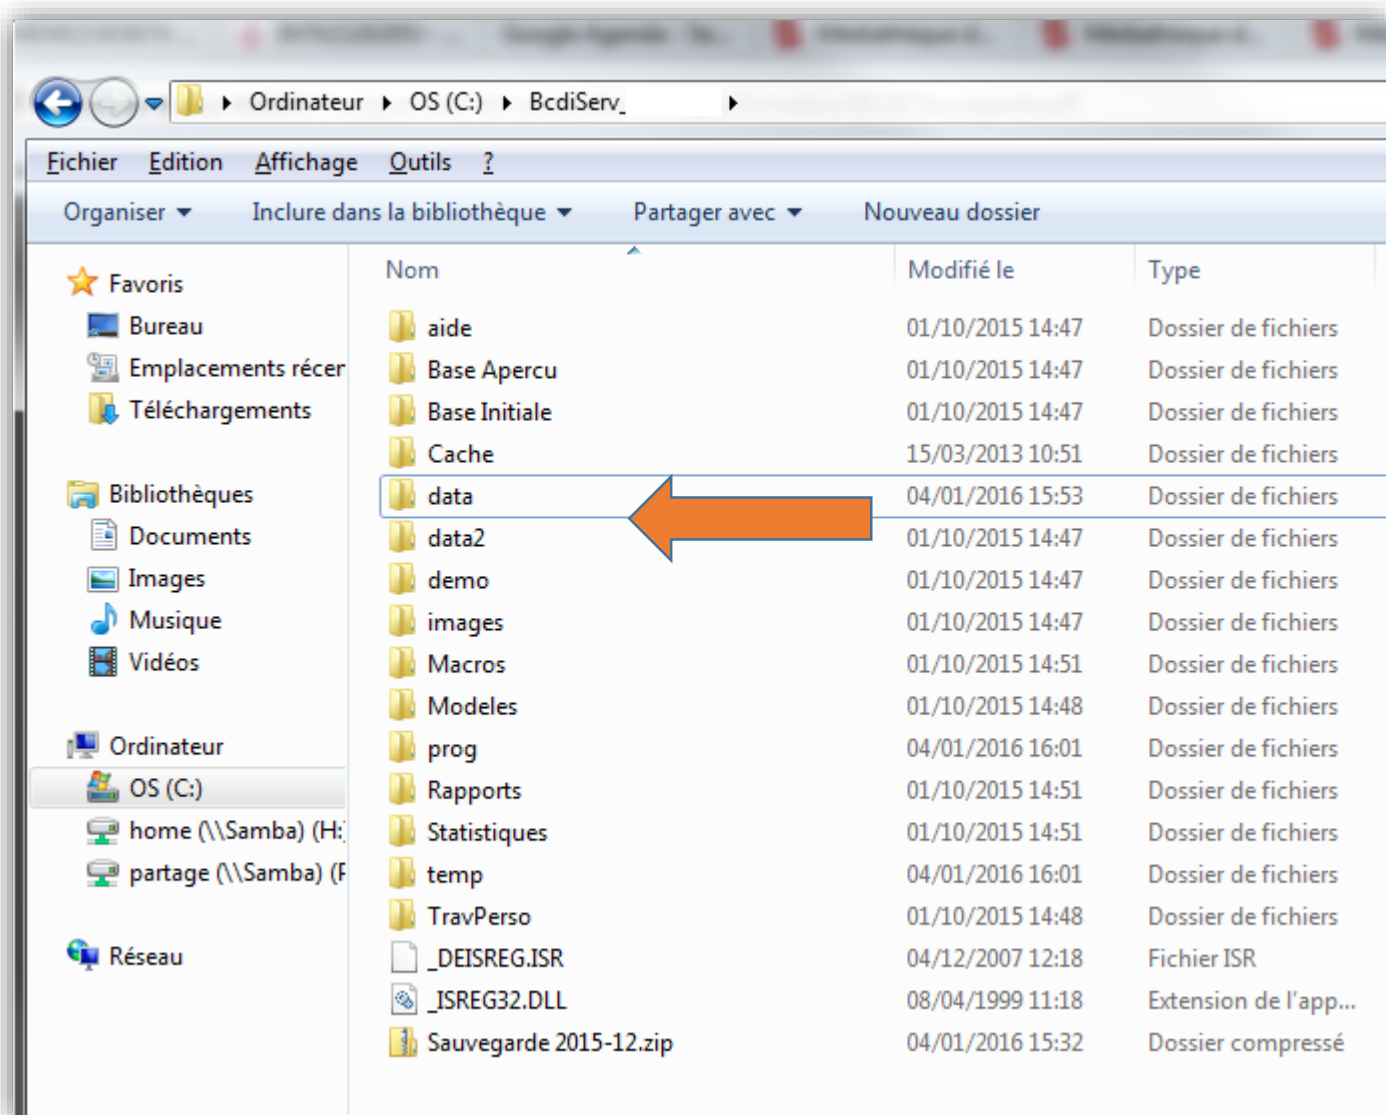 Ordinateur OS (C:) BcdiServ_
Fichier Edition Affichage Outils ?
Organiser Inclure dans la bibliothèque Partager avec Nouveau dossier
Nom Modifié le Type
Favoris
Bureau
Emplacements récen
Téléchargements
Bibliothèques
Documents
Images
Musique
Vidéos
Ordinateur
OS (C:)
home (\\Samba) (H:)
partage (\\Samba) (P
Réseau
aide 01/10/2015 14:47 Dossier de fichiers
Base Apercu 01/10/2015 14:47 Dossier de fichiers
Base Initiale 01/10/2015 14:47 Dossier de fichiers
Cache 15/03/2013 10:51 Dossier de fichiers
data 04/01/2016 15:53 Dossier de fichiers
data2 01/10/2015 14:47 Dossier de fichiers
demo 01/10/2015 14:47 Dossier de fichiers
images 01/10/2015 14:47 Dossier de fichiers
Macros 01/10/2015 14:51 Dossier de fichiers
Modeles 01/10/2015 14:48 Dossier de fichiers
prog 04/01/2016 16:01 Dossier de fichiers
Rapports 01/10/2015 14:51 Dossier de fichiers
Statistiques 01/10/2015 14:51 Dossier de fichiers
temp 04/01/2016 16:01 Dossier de fichiers
TravPerso 01/10/2015 14:48 Dossier de fichiers
_DEISREG.ISR 04/12/2007 12:18 Fichier ISR
_ISREG32.DLL 08/04/1999 11:18 Extension de l'app...
Sauvegarde 2015-12.zip 04/01/2016 15:32 Dossier compressé